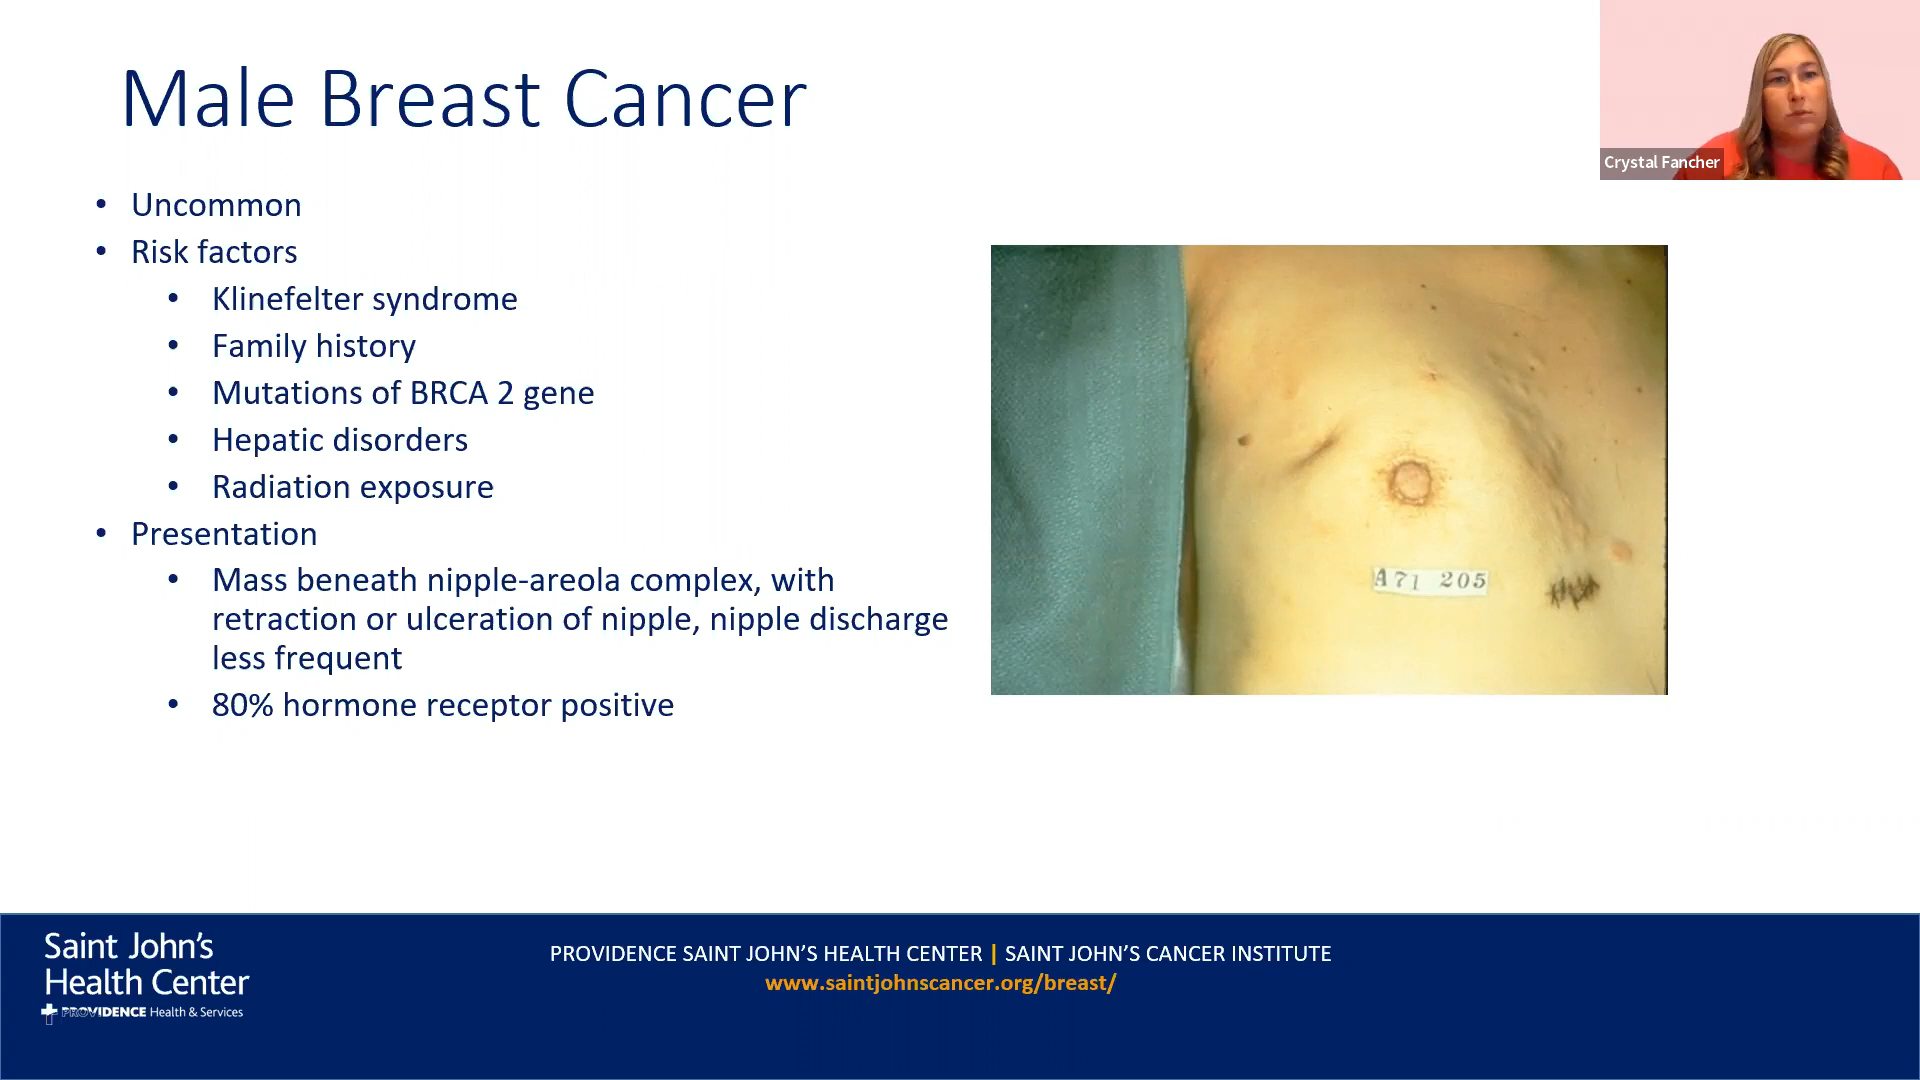 Male Breast Cancer
Crystal Fancher
• Uncommon
• Risk factors
• Klinefelter syndrome
• Family history
• Mutations of BRCA 2 gene
• Hepatic disorders
• Radiation exposure
• Presentation
• Mass beneath nipple-areola complex, with
retraction or ulceration of nipple, nipple discharge
less frequent
• 80% hormone receptor positive
A71 205
Saint John's
Health Center
PROVIDENCE Health & Services
PROVIDENCE SAINT JOHN'S HEALTH CENTER | SAINT JOHN'S CANCER INSTITUTE
www.saintjohnscancer.org/breast/